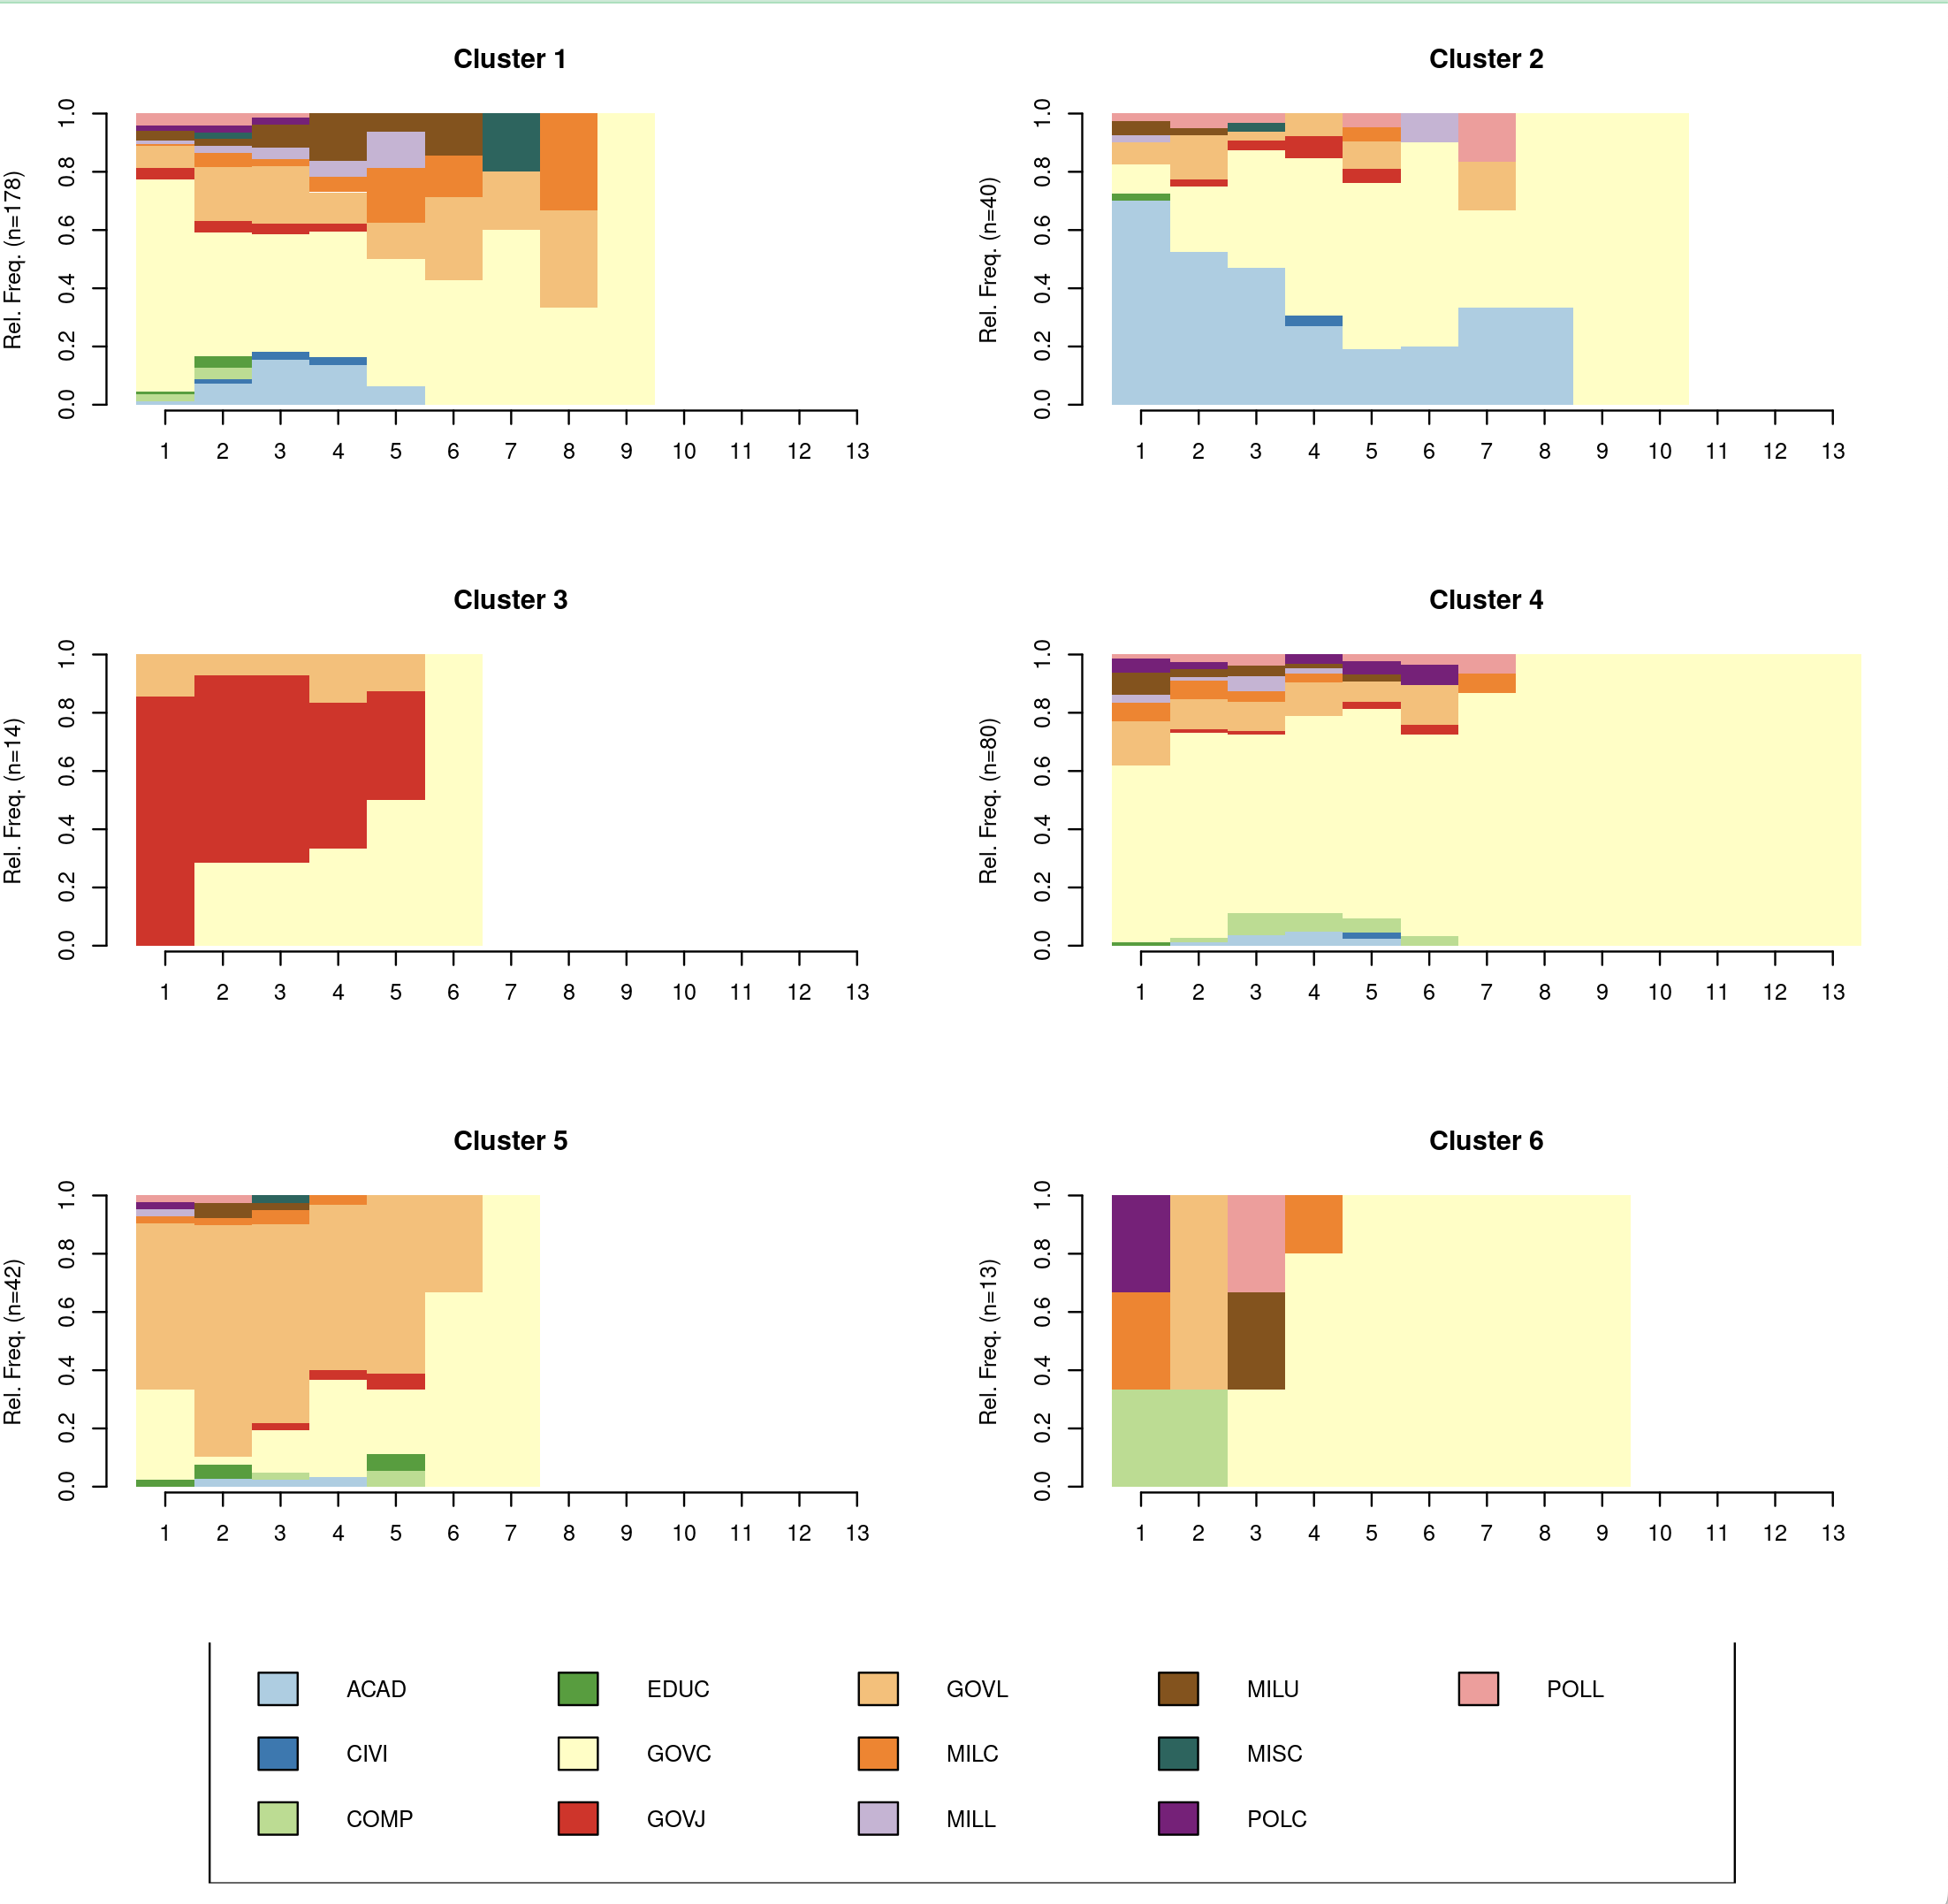 Cluster 1
Rel. Freq. (n=178)
0.0 0.2 0.4 0.6 0.8 1.0
1 2 3 4 5 6 7 8 9 10 11 12 13
Cluster 2
Rel. Freq. (n=40)
0.0 0.2 0.4 0.6 0.8 1.0
1 2 3 4 5 6 7 8 9 10 11 12 13
Cluster 3
Rel. Freq. (n=14)
0.0 0.2 0.4 0.6 0.8 1.0
1 2 3 4 5 6 7 8 9 10 11 12 13
Cluster 4
Rel. Freq. (n=80)
0.0 0.2 0.4 0.6 0.8 1.0
1 2 3 4 5 6 7 8 9 10 11 12 13
Cluster 5
Rel. Freq. (n=42)
0.0 0.2 0.4 0.6 0.8 1.0
1 2 3 4 5 6 7 8 9 10 11 12 13
Cluster 6
Rel. Freq. (n=13)
0.0 0.2 0.4 0.6 0.8 1.0
1 2 3 4 5 6 7 8 9 10 11 12 13
ACAD EDUC GOVL MILU POLL
CIVI GOVC MILC MISC
COMP GOVJ MILL POLC